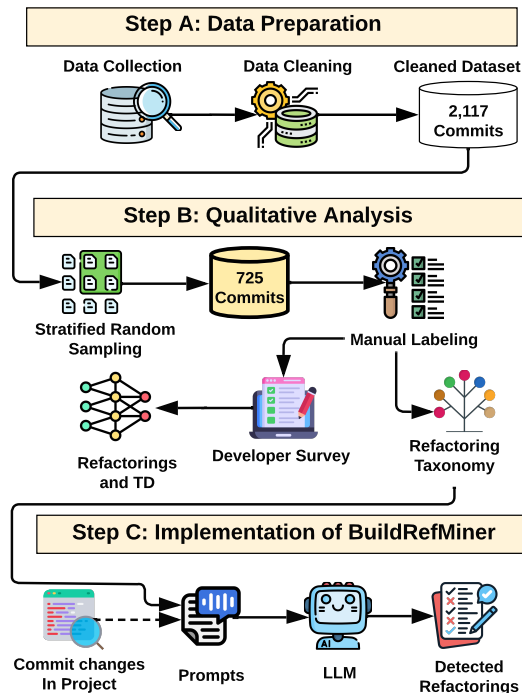 Step A: Data Preparation
Data Collection
Data Cleaning
Cleaned Dataset
2,117
Commits
Step B: Qualitative Analysis
725
Commits
Stratified Random
Sampling
Manual Labeling
Refactorings
and TD
Developer Survey
Refactoring
Taxonomy
Step C: Implementation of BuildRefMiner
Commit changes
In Project
Prompts
AI
LLM
Detected
Refactorings